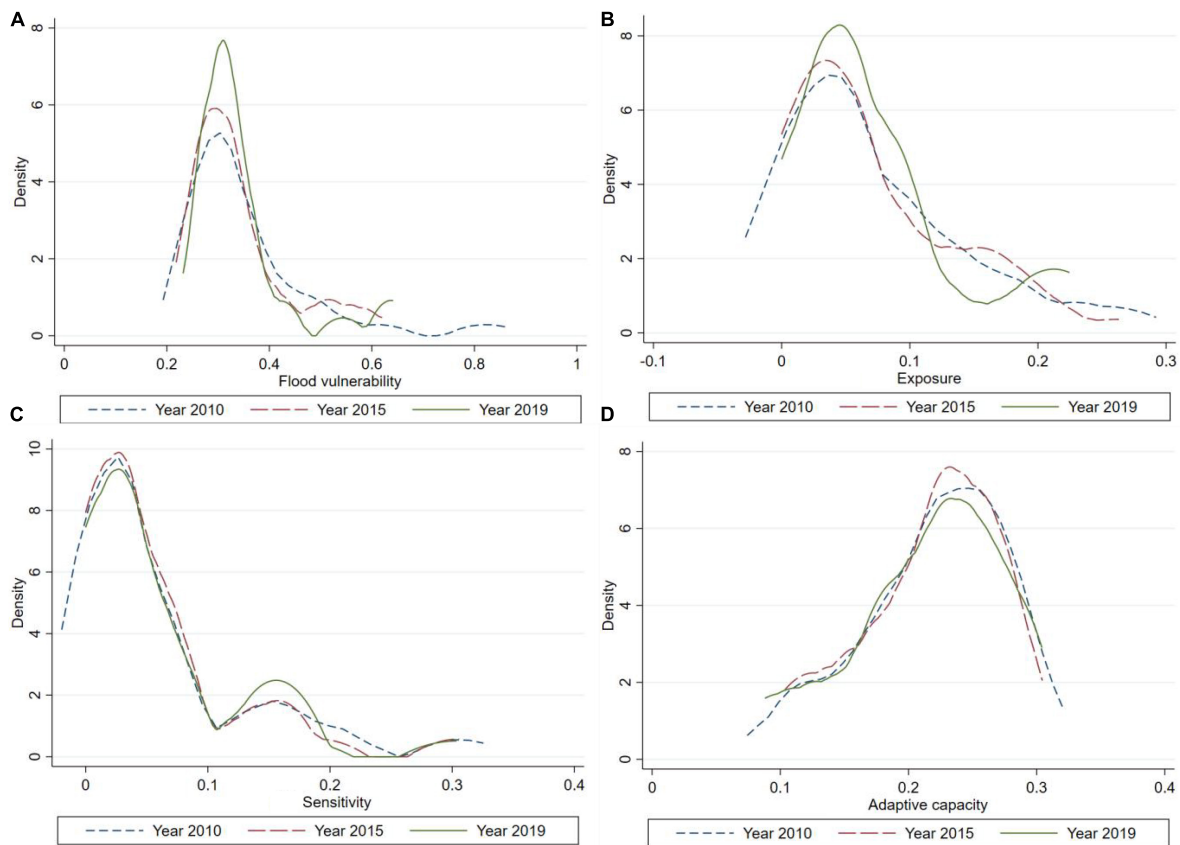 A
Density
8
6
4
2
0
0 0.2 0.4 0.6 0.8 1
Flood vulnerability
Year 2010 Year 2015 Year 2019
B
Density
8
6
4
2
0
-0.1 0 0.1 0.2 0.3
Exposure
Year 2010 Year 2015 Year 2019
C
Density
10
8
6
4
2
0
0 0.1 0.2 0.3 0.4
Sensitivity
Year 2010 Year 2015 Year 2019
D
Density
8
6
4
2
0
0 0.1 0.2 0.3 0.4
Adaptive capacity
Year 2010 Year 2015 Year 2019